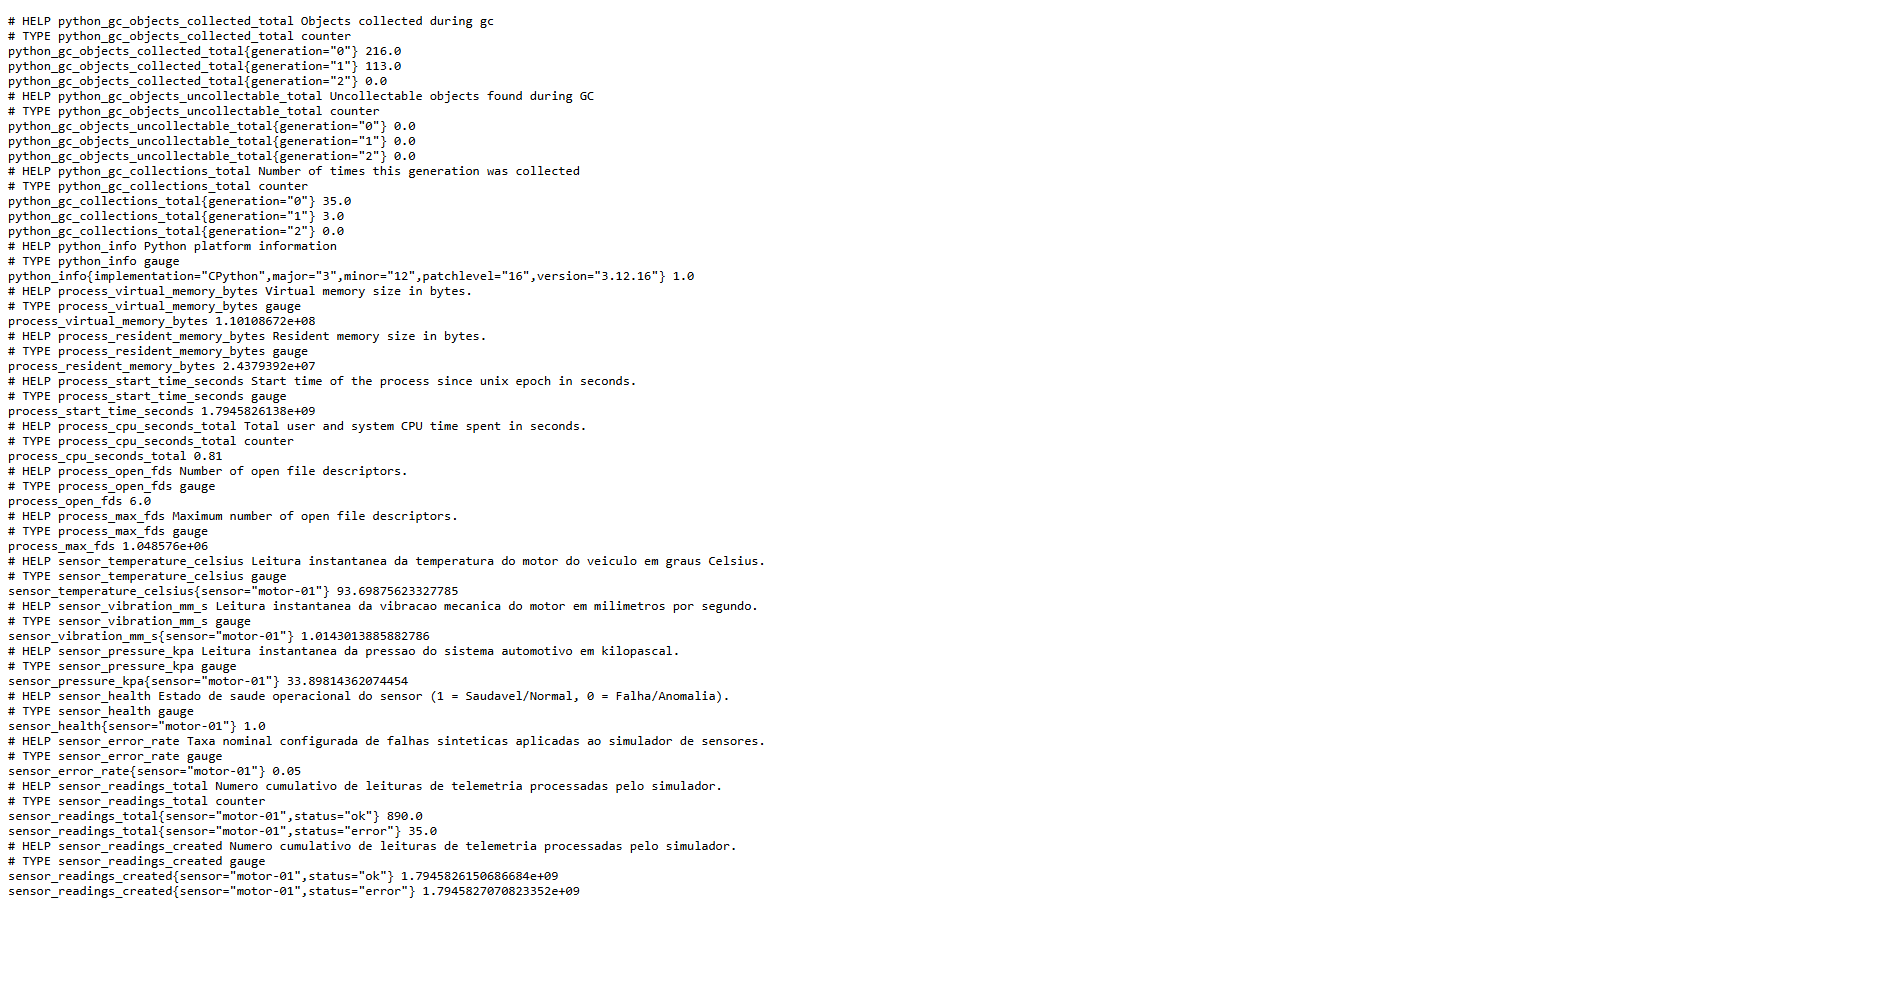 # HELP python_gc_objects_collected_total Objects collected during gc
# TYPE python_gc_objects_collected_total counter
python_gc_objects_collected_total{generation="0"} 216.0
python_gc_objects_collected_total{generation="1"} 113.0
python_gc_objects_collected_total{generation="2"} 0.0
# HELP python_gc_objects_uncollectable_total Uncollectable objects found during GC
# TYPE python_gc_objects_uncollectable_total counter
python_gc_objects_uncollectable_total{generation="0"} 0.0
python_gc_objects_uncollectable_total{generation="1"} 0.0
python_gc_objects_uncollectable_total{generation="2"} 0.0
# HELP python_gc_collections_total Number of times this generation was collected
# TYPE python_gc_collections_total counter
python_gc_collections_total{generation="0"} 35.0
python_gc_collections_total{generation="1"} 3.0
python_gc_collections_total{generation="2"} 0.0
# HELP python_info Python platform information
# TYPE python_info gauge
python_info{implementation="CPython",major="3",minor="12",patchlevel="16",version="3.12.16"} 1.0
# HELP process_virtual_memory_bytes Virtual memory size in bytes.
# TYPE process_virtual_memory_bytes gauge
process_virtual_memory_bytes 1.10108672e+08
# HELP process_resident_memory_bytes Resident memory size in bytes.
# TYPE process_resident_memory_bytes gauge
process_resident_memory_bytes 2.4379392e+07
# HELP process_start_time_seconds Start time of the process since unix epoch in seconds.
# TYPE process_start_time_seconds gauge
process_start_time_seconds 1.7945826138e+09
# HELP process_cpu_seconds_total Total user and system CPU time spent in seconds.
# TYPE process_cpu_seconds_total counter
process_cpu_seconds_total 0.81
# HELP process_open_fds Number of open file descriptors.
# TYPE process_open_fds gauge
process_open_fds 6.0
# HELP process_max_fds Maximum number of open file descriptors.
# TYPE process_max_fds gauge
process_max_fds 1.048576e+06
# HELP sensor_temperature_celsius Leitura instantanea da temperatura do motor do veiculo em graus Celsius.
# TYPE sensor_temperature_celsius gauge
sensor_temperature_celsius{sensor="motor-01"} 93.69875623327785
# HELP sensor_vibration_mm_s Leitura instantanea da vibracao mecanica do motor em milimetros por segundo.
# TYPE sensor_vibration_mm_s gauge
sensor_vibration_mm_s{sensor="motor-01"} 1.0143013885882786
# HELP sensor_pressure_kpa Leitura instantanea da pressao do sistema automotivo em kilopascal.
# TYPE sensor_pressure_kpa gauge
sensor_pressure_kpa{sensor="motor-01"} 33.89814362074454
# HELP sensor_health Estado de saude operacional do sensor (1 = Saudavel/Normal, 0 = Falha/Anomalia).
# TYPE sensor_health gauge
sensor_health{sensor="motor-01"} 1.0
# HELP sensor_error_rate Taxa nominal configurada de falhas sinteticas aplicadas ao simulador de sensores.
# TYPE sensor_error_rate gauge
sensor_error_rate{sensor="motor-01"} 0.05
# HELP sensor_readings_total Numero cumulativo de leituras de telemetria processadas pelo simulador.
# TYPE sensor_readings_total counter
sensor_readings_total{sensor="motor-01",status="ok"} 890.0
sensor_readings_total{sensor="motor-01",status="error"} 35.0
# HELP sensor_readings_created Numero cumulativo de leituras de telemetria processadas pelo simulador.
# TYPE sensor_readings_created gauge
sensor_readings_created{sensor="motor-01",status="ok"} 1.7945826150686684e+09
sensor_readings_created{sensor="motor-01",status="error"} 1.7945827070823352e+09